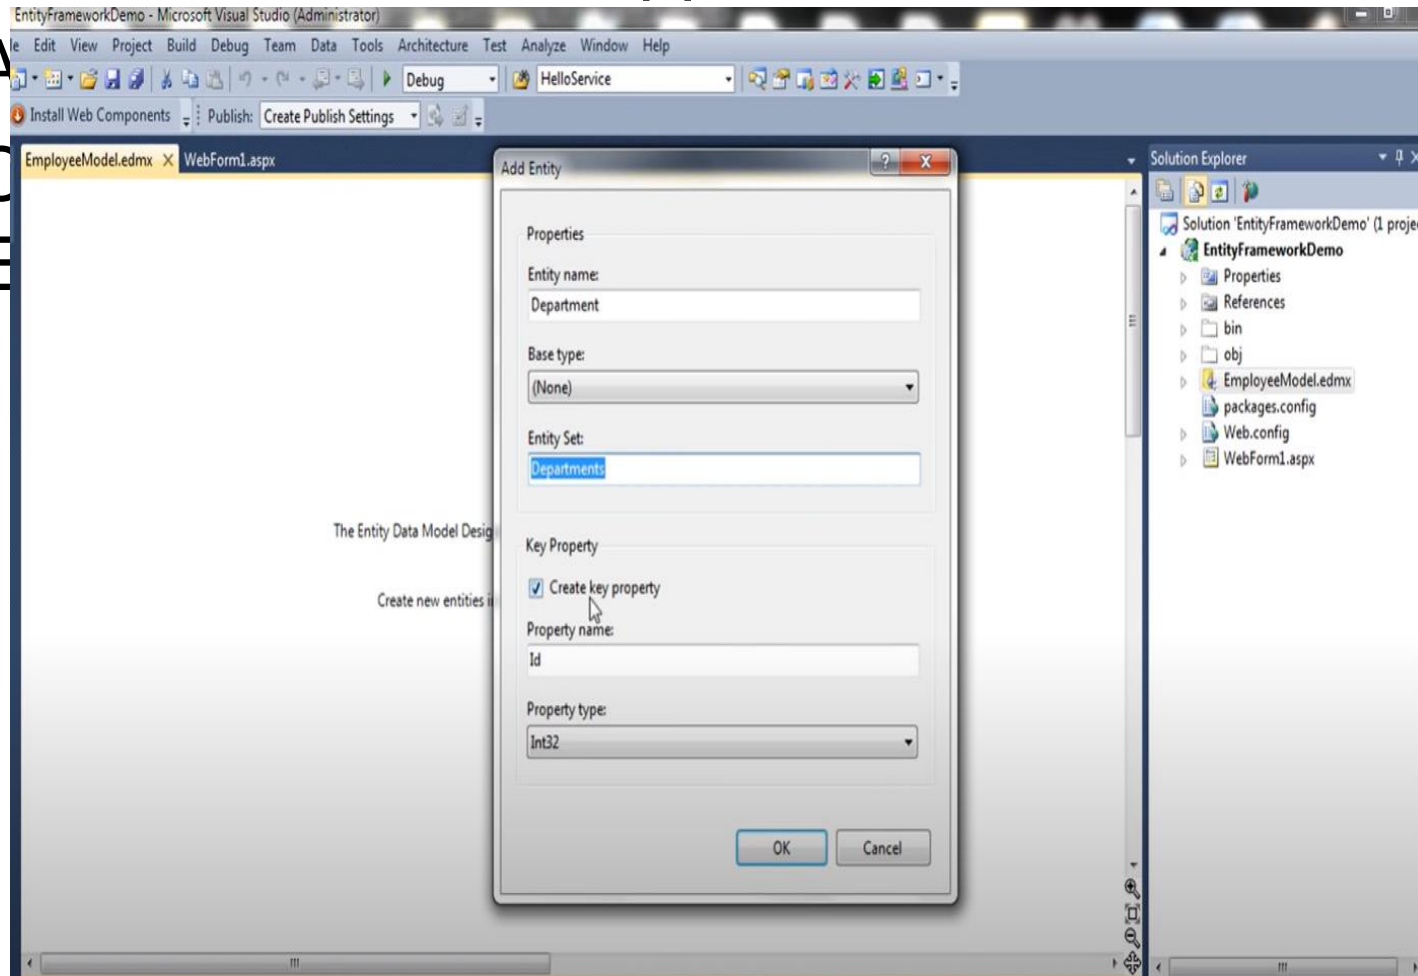 EntityFrameworkDemo - Microsoft Visual Studio (Administrator)
Edit View Project Build Debug Team Data Tools Architecture Test Analyze Window Help
Debug HelloService
Install Web Components Publish: Create Publish Settings
EmployeeModel.edmx WebForm1.aspx
Add Entity
Properties
Entity name:
Department
Base type:
(None)
Entity Set:
Departments
Key Property
Create key property
Property name:
Id
Property type:
Int32
OK Cancel
The Entity Data Model Desig
Create new entities i
Solution Explorer
Solution 'EntityFrameworkDemo' (1 proje
EntityFrameworkDemo
Properties
References
bin
obj
EmployeeModel.edmx
packages.config
Web.config
WebForm1.aspx